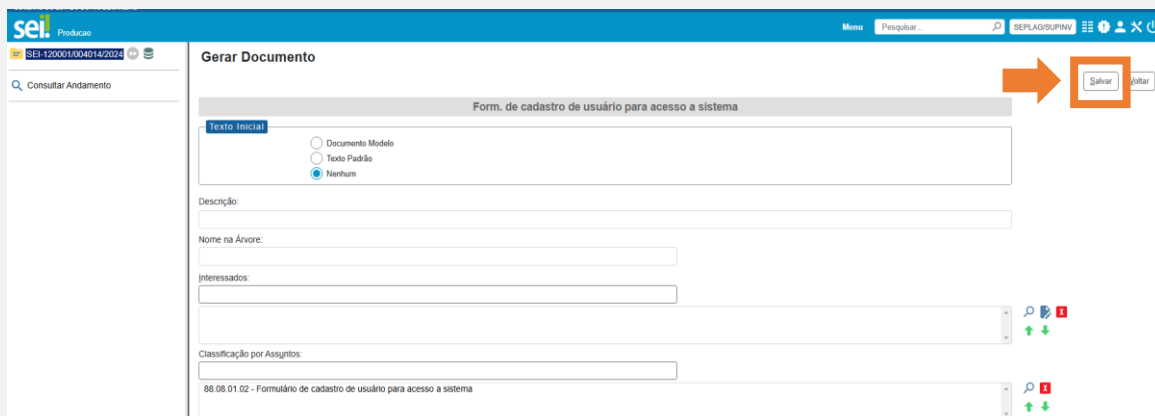 sei! Producao
Menu Pesquisar... SEPLAG/SUPINV
SEI-120001/004014/2024
Consultar Andamento
Gerar Documento
Salvar Voltar
Form. de cadastro de usuário para acesso a sistema
Texto Inicial
Documento Modelo
Texto Padrão
Nenhum
Descrição:
Nome na Árvore:
Interessados:
Classificação por Assuntos:
88.08.01.02 - Formulário de cadastro de usuário para acesso a sistema